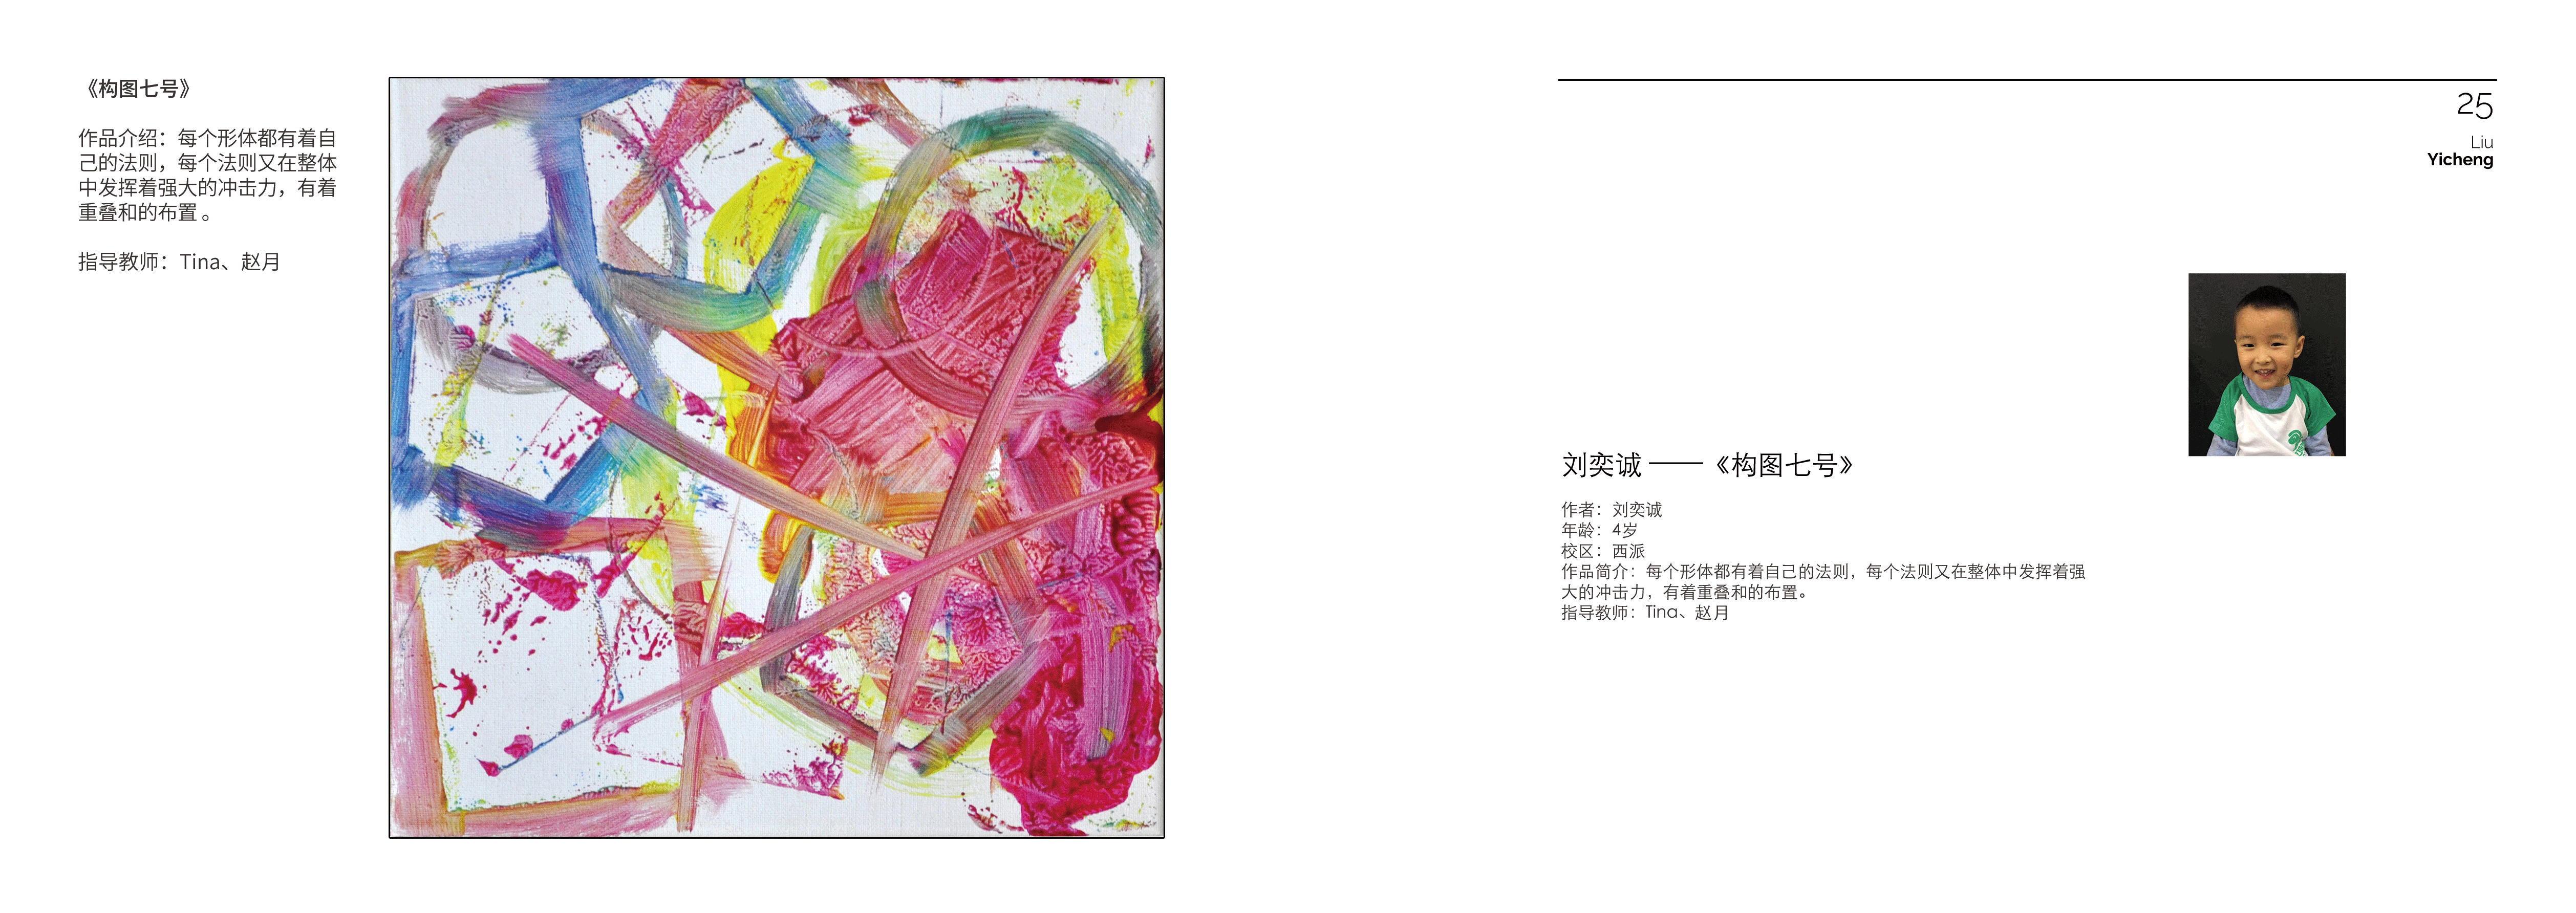 《构图七号》
作品介绍：每个形体都有着自
己的法则，每个法则又在整体
中发挥着强大的冲击力，有着
重叠和的布置。
指导教师：Tina、赵月
25
Liu
Yicheng
刘奕诚 ——《构图七号》
作者：刘奕诚
年龄：4岁
校区：西派
作品简介：每个形体都有着自己的法则，每个法则又在整体中发挥着强
大的冲击力，有着重叠和的布置。
指导教师：Tina、赵月